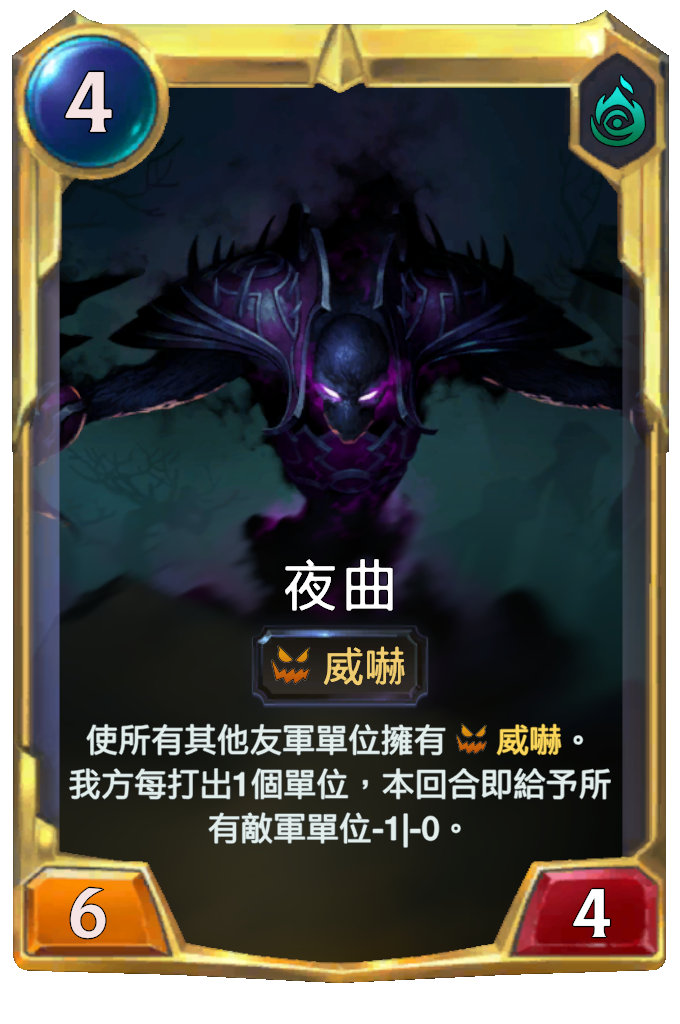 4
夜曲
威嚇
使所有其他友軍單位擁有 威嚇。
我方每打出1個單位，本回合即給予所
有敵軍單位-1|-0。
6
4